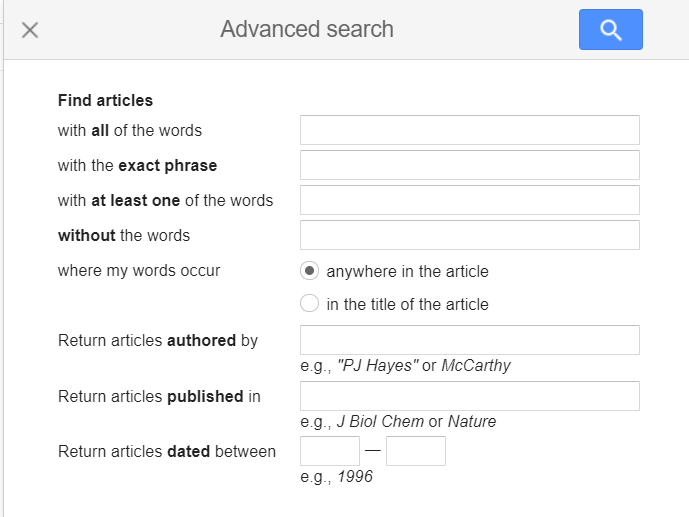 Advanced search
Find articles
with all of the words
with the exact phrase
with at least one of the words
without the words
where my words occur
anywhere in the article
in the title of the article
Return articles authored by
e.g., "PJ Hayes" or McCarthy
Return articles published in
e.g., J Biol Chem or Nature
Return articles dated between —
e.g., 1996